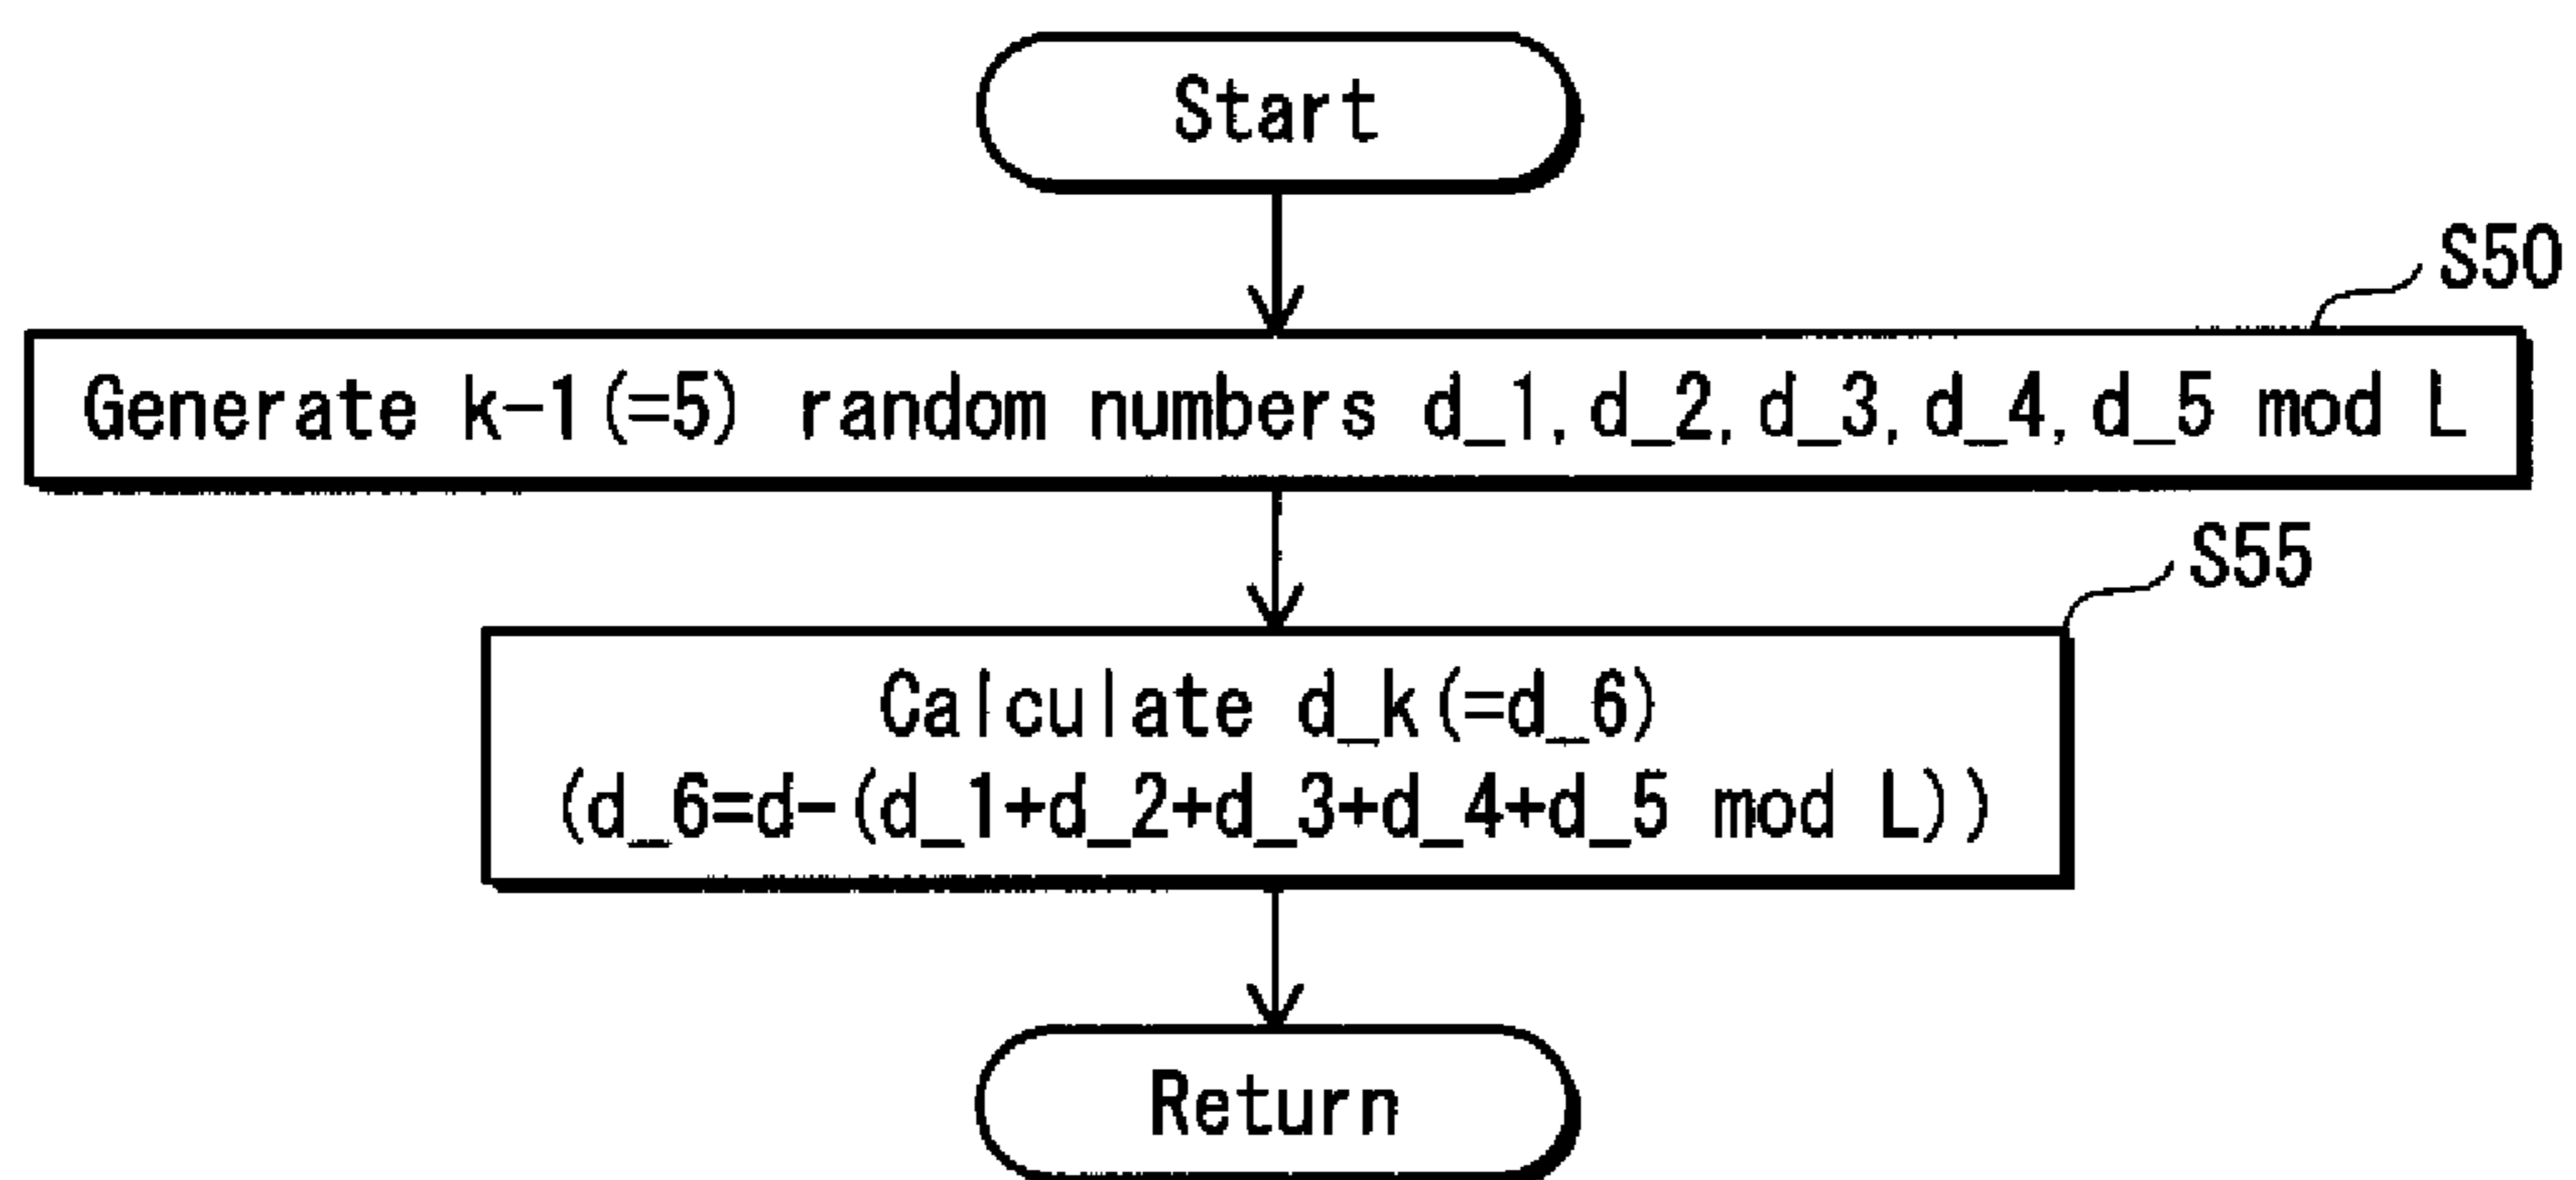 Start
S50
Generate k-1(=5) random numbers d_1, d_2, d_3, d_4, d_5 mod L
S55
Calculate d_k(=d_6)
(d_6=d-(d_1+d_2+d_3+d_4+d_5 mod L))
Return